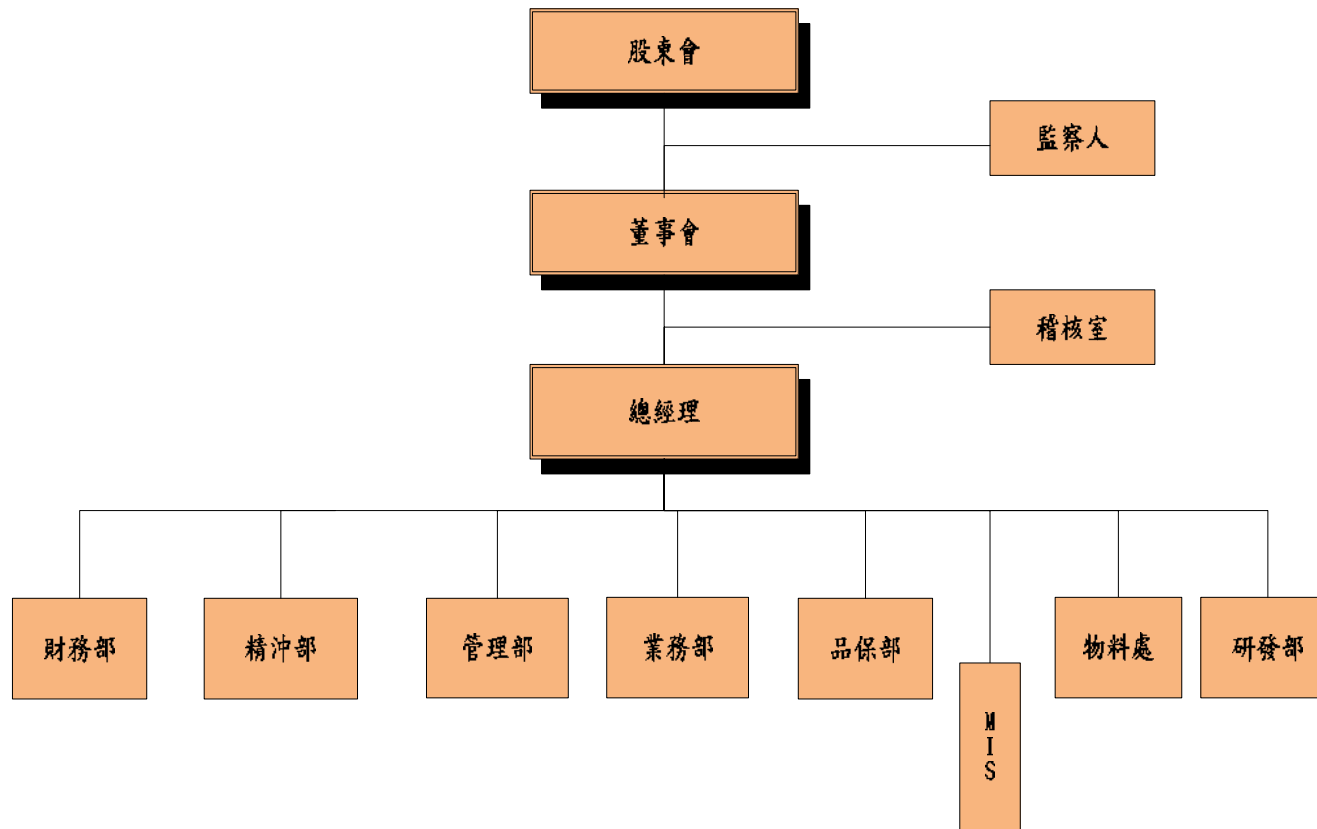 股東會
監察人
董事會
稽核室
總經理
財務部
精沖部
管理部
業務部
品保部
MIS
物料處
研發部